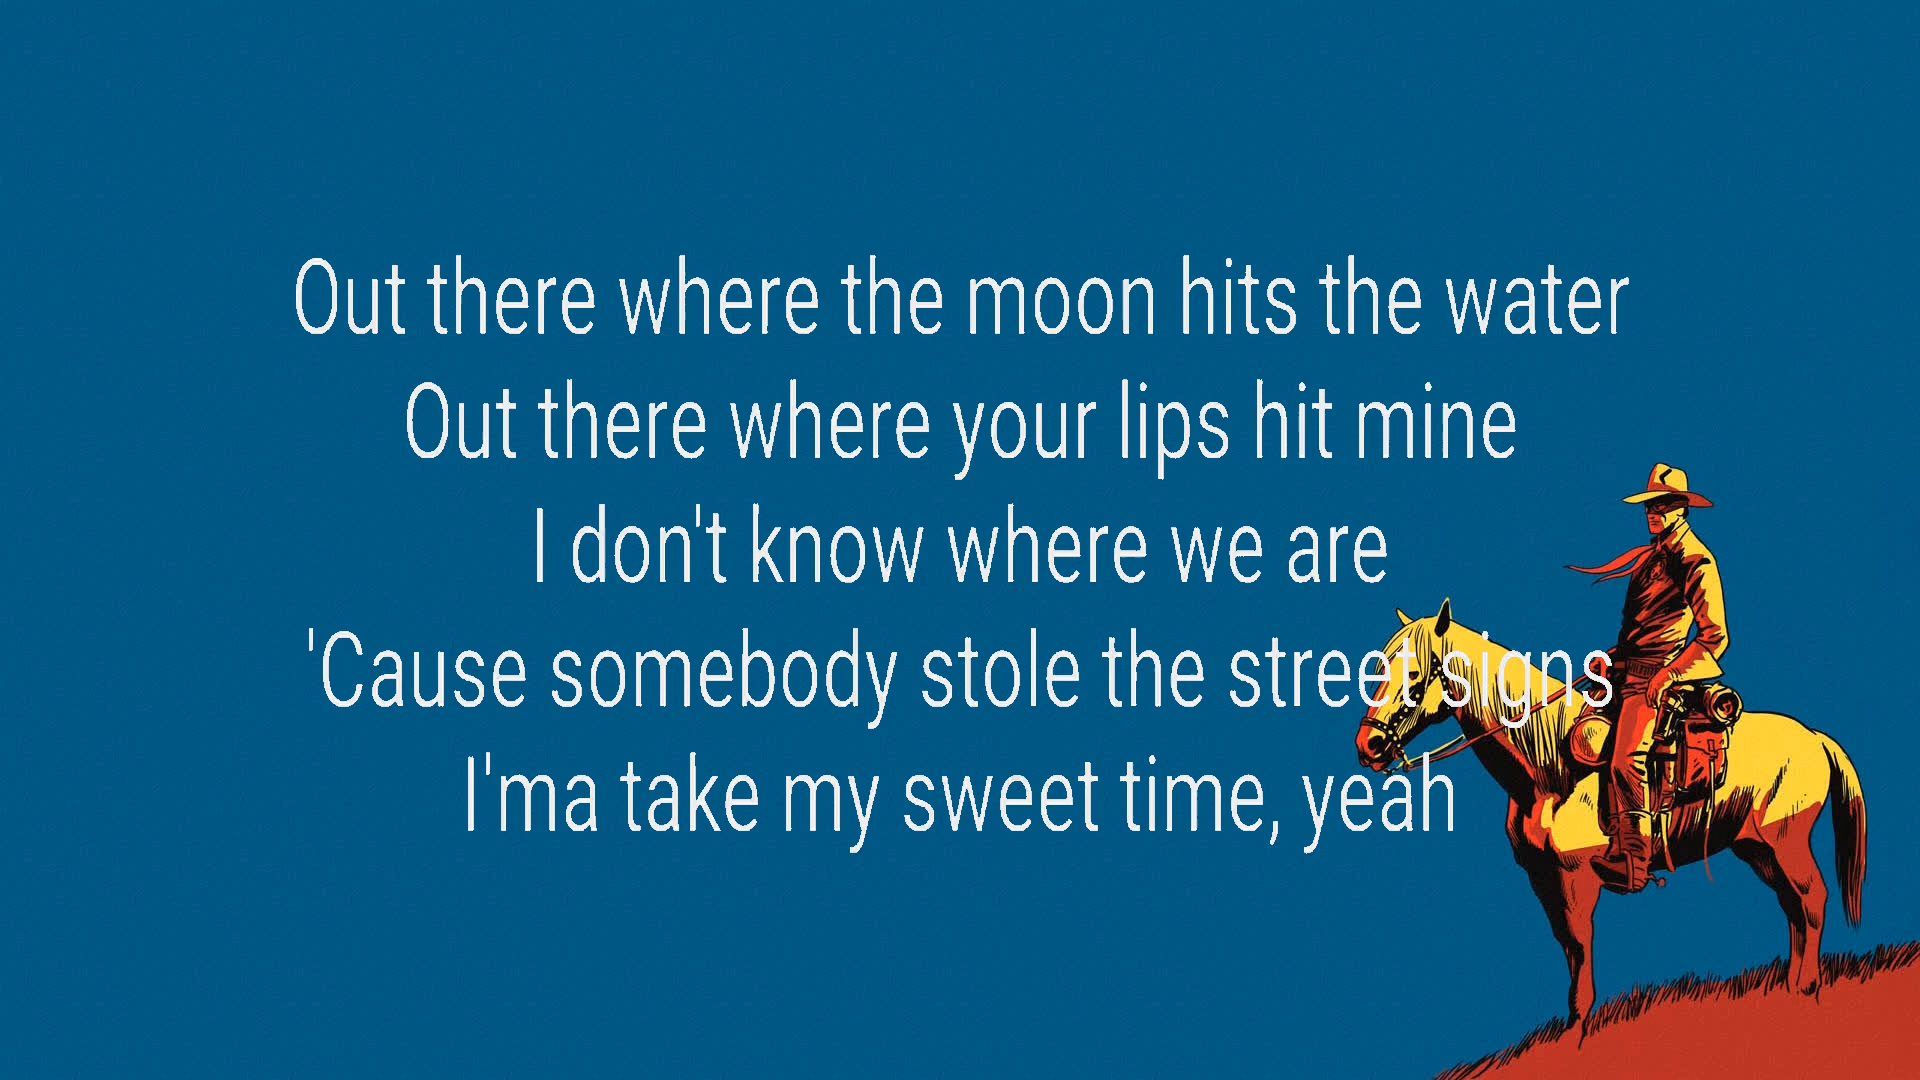 Out there where the moon hits the water
Out there where your lips hit mine
I don't know where we are
'Cause somebody stole the street signs
I'ma take my sweet time, yeah